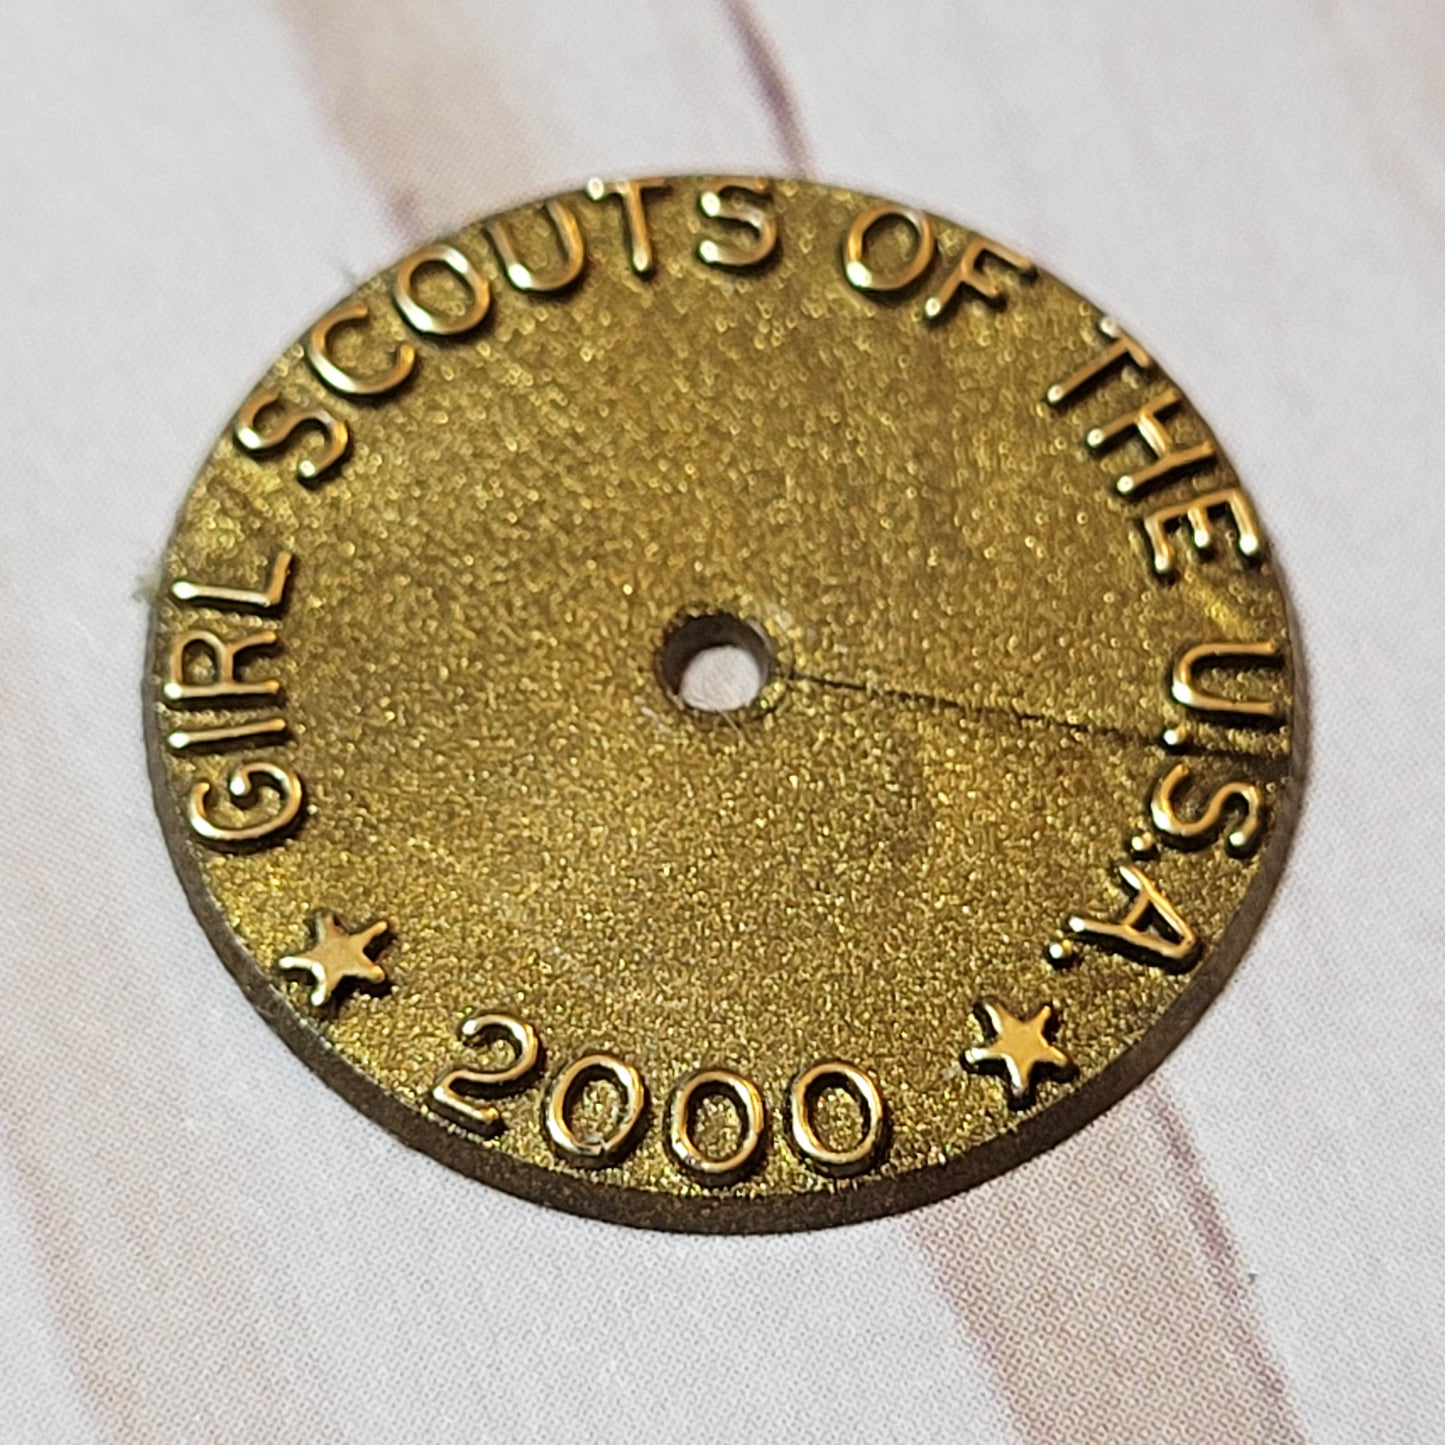 GIRL SCOUTS OF THE U.S.A.
★ 2000 ★